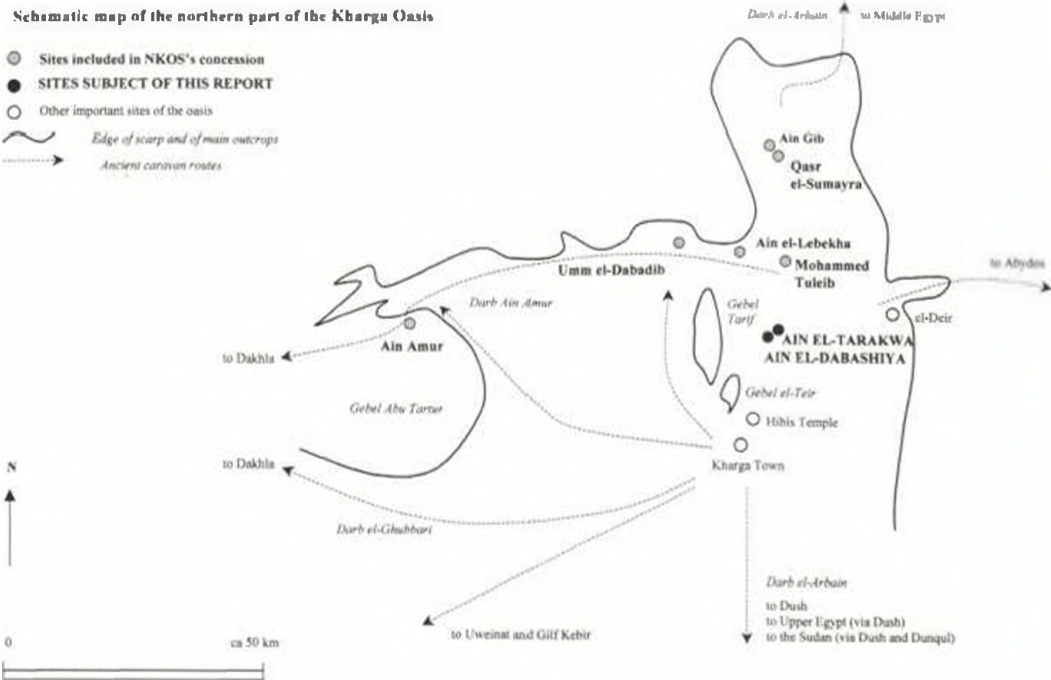 Schematic map of the northern part of the Kharga Oasis
Sites included in NKOS's concession
SITES SUBJECT OF THIS REPORT
Other important sites of the oasis
Edge of scarp and of main outcrops
Ancient caravan routes
Darb el-Arbain
to Middle Egypt
Ain Gib
Qasr
el-Sumayra
Ain el-Lebekha
Mohammed
Tuleib
Umm el-Dabadib
to Abydos
Darb Ain Amur
Gebel
Tarif
el-Deir
Ain Amur
to Dakhla
AIN EL-TARAKWA
AIN EL-DABASHIYA
Gebel el-Teir
Gebel Abu Tartur
Hibis Temple
Kharga Town
to Dakhla
N
Darb el-Ghubbari
Darb el-Arbain
to Dush
to Upper Egypt (via Dush)
to the Sudan (via Dush and Dunqul)
to Uweinat and Gilf Kebir
0
ca 50 km